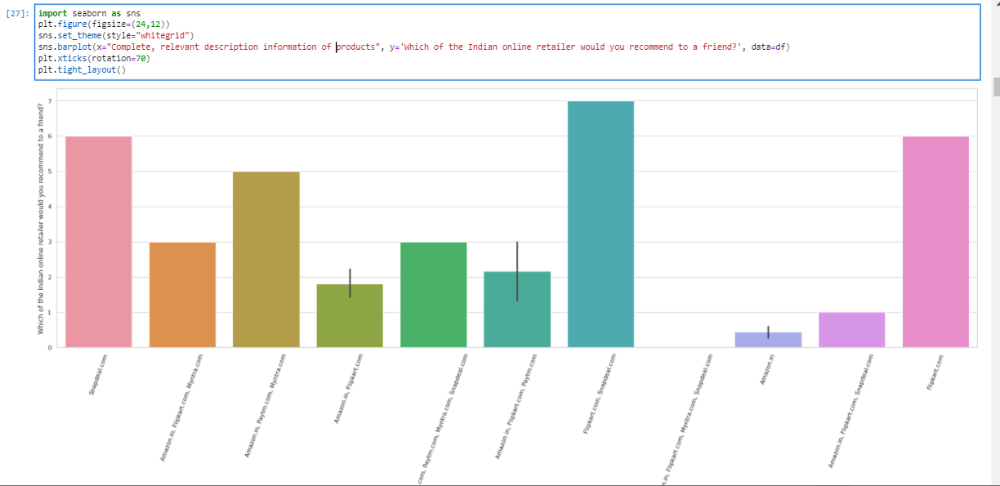 [27]:
import seaborn as sns
plt.figure(figsize=(24,12))
sns.set_theme(style="whitegrid")
sns.barplot(x="Complete, relevant description information of products", y='Which of the Indian online retailer would you recommend to a friend?', data=df)
plt.xticks(rotation=70)
plt.tight_layout()
Which of the Indian online retailer would you recommend to a friend?
7
6
5
4
3
2
1
0
Snapdeal.com
Amazon.in, Flipkart.com, Myntra.com
Amazon.in, Paytm.com, Myntra.com
Amazon.in, Flipkart.com
.com, Paytm.com, Myntra.com, Snapdeal.com
Amazon.in, Flipkart.com, Paytm.com
Flipkart.com, Snapdeal.com
n.in, Flipkart.com, Myntra.com, Snapdeal.com
Amazon.in
Amazon.in, Flipkart.com, Snapdeal.com
Flipkart.com